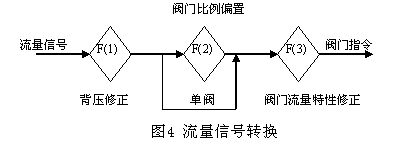 阀门比例偏置
流量信号
F(1)
F(2)
F(3)
阀门指令
背压修正
单阀
阀门流量特性修正
图4 流量信号转换